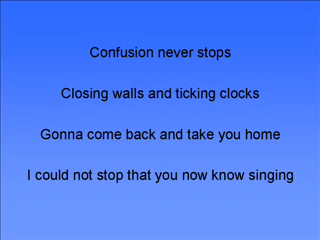 Confusion never stops
Closing walls and ticking clocks
Gonna come back and take you home
I could not stop that you now know singing